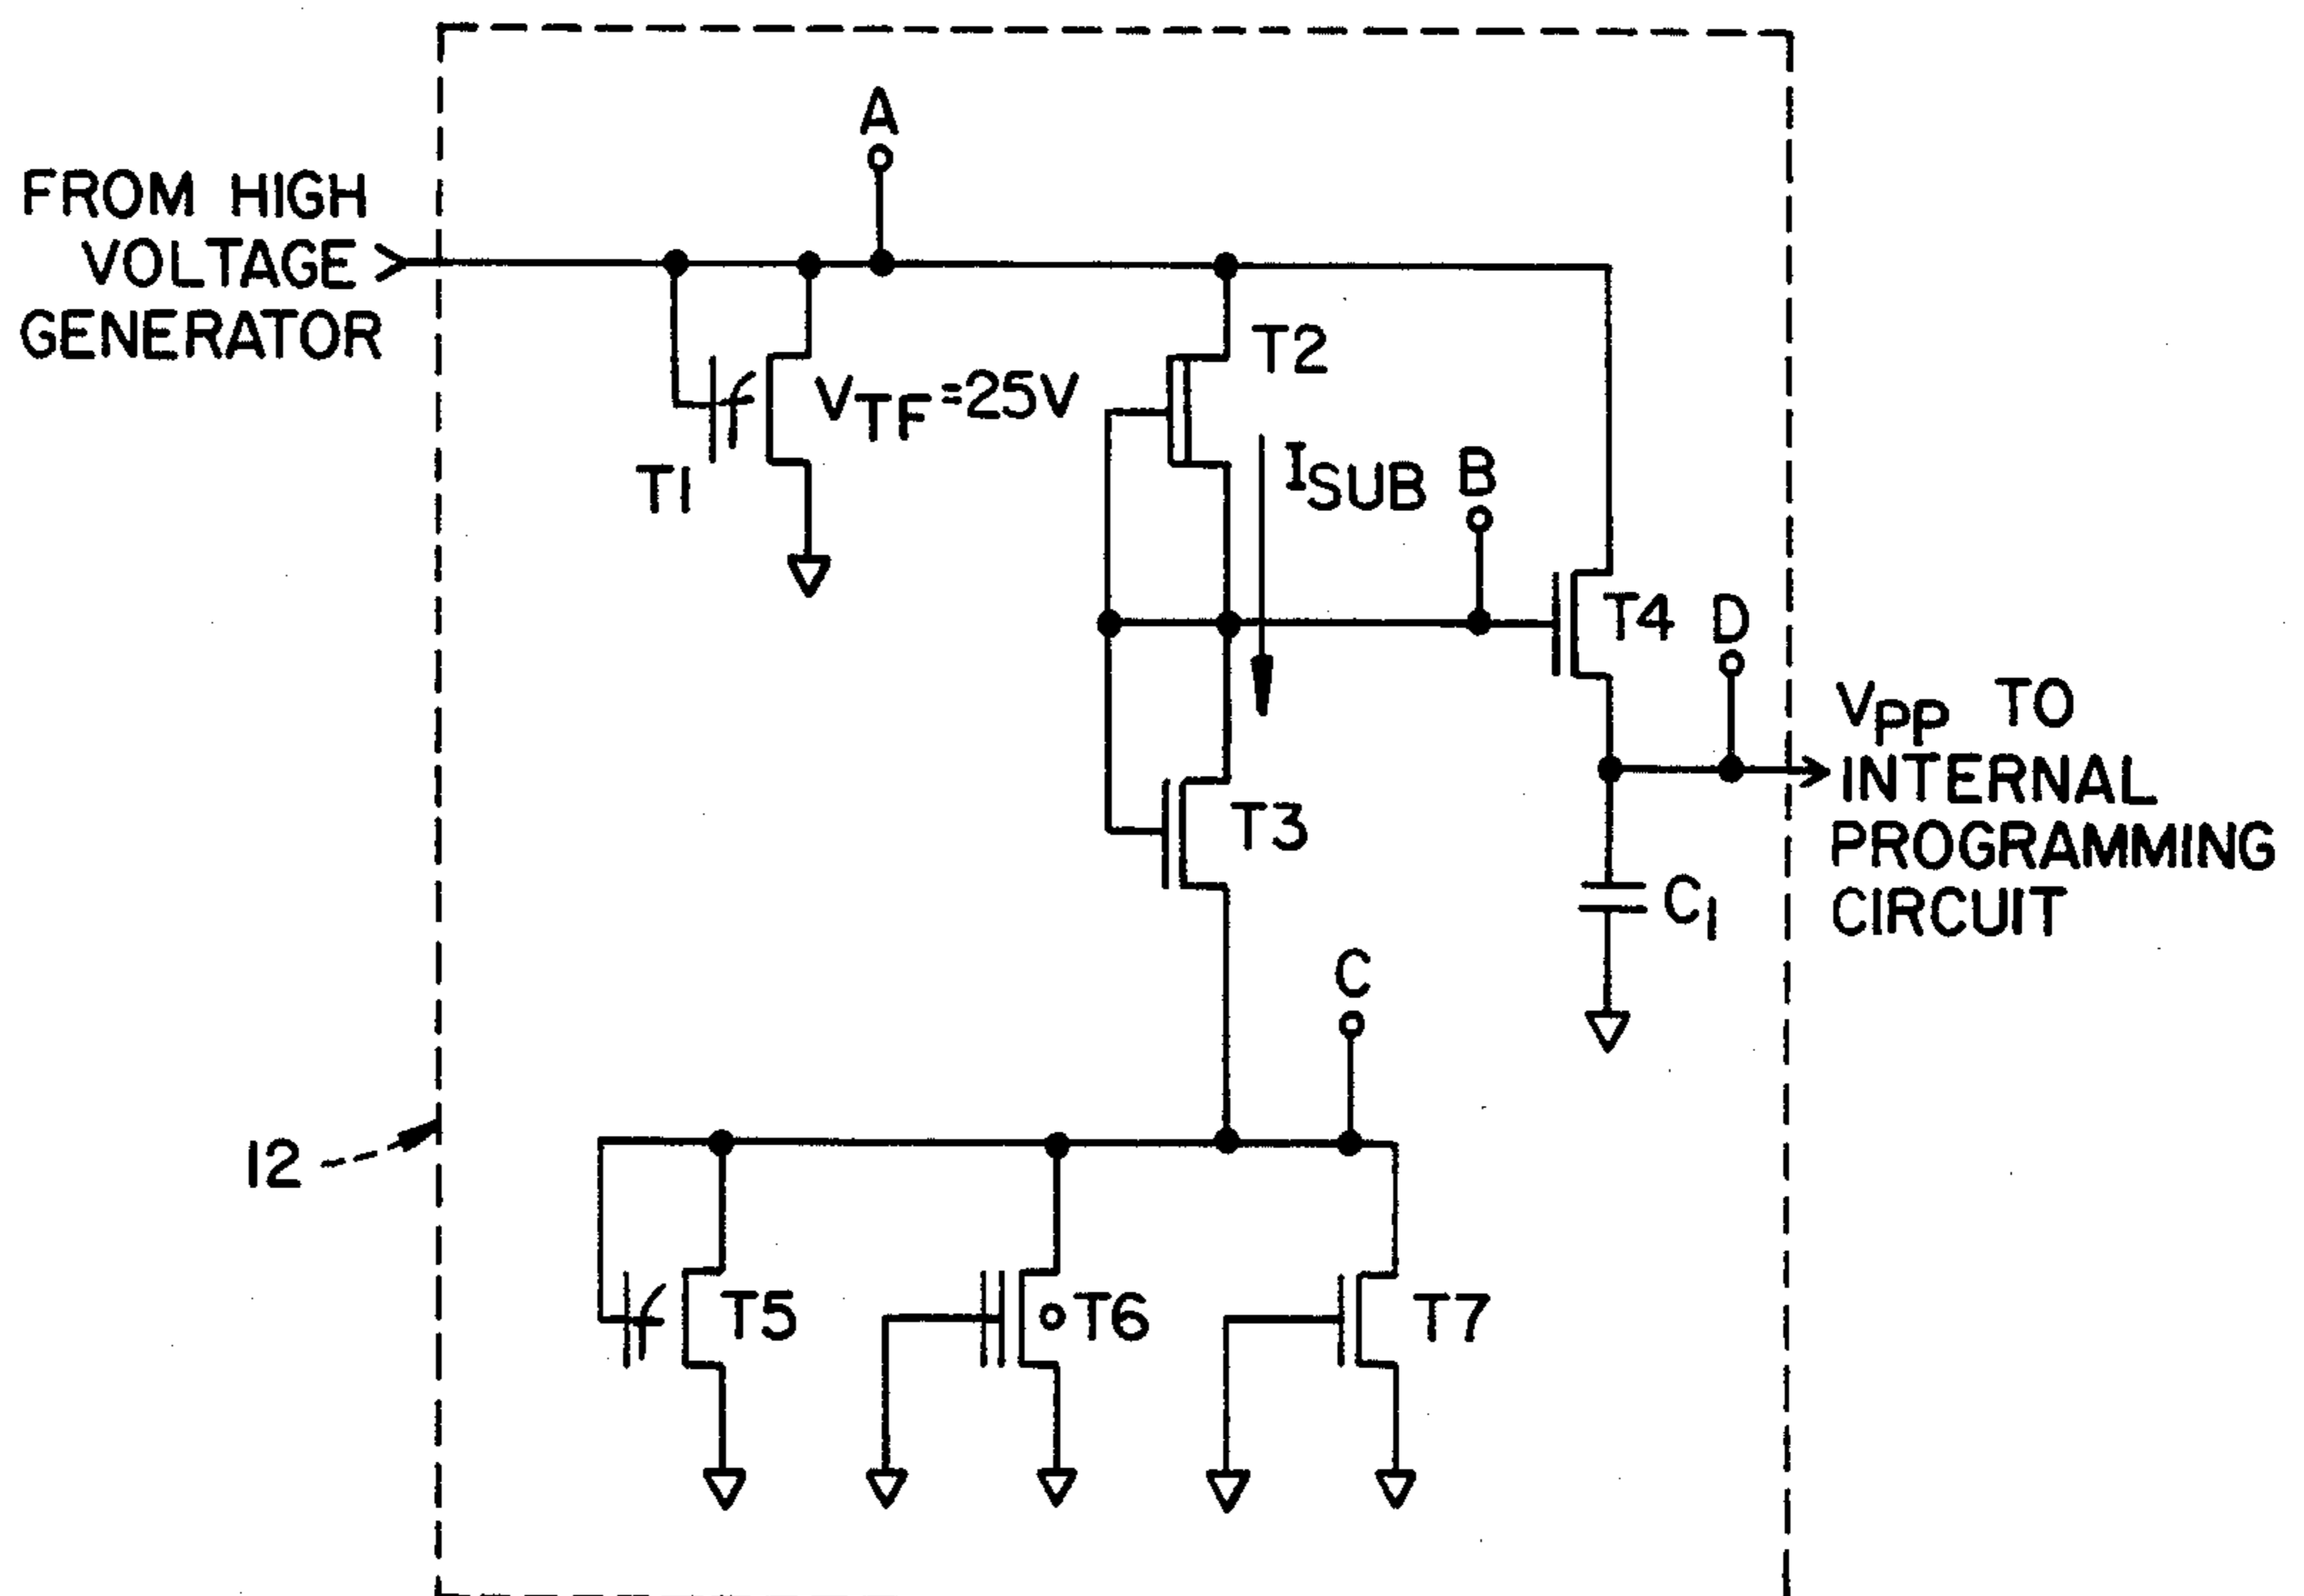 A
FROM HIGH
VOLTAGE
GENERATOR
T2
VTF=25V
T1
ISUB
B
T4
D
VPP TO
INTERNAL
PROGRAMMING
CIRCUIT
T3
C1
C
12
T5
T6
T7